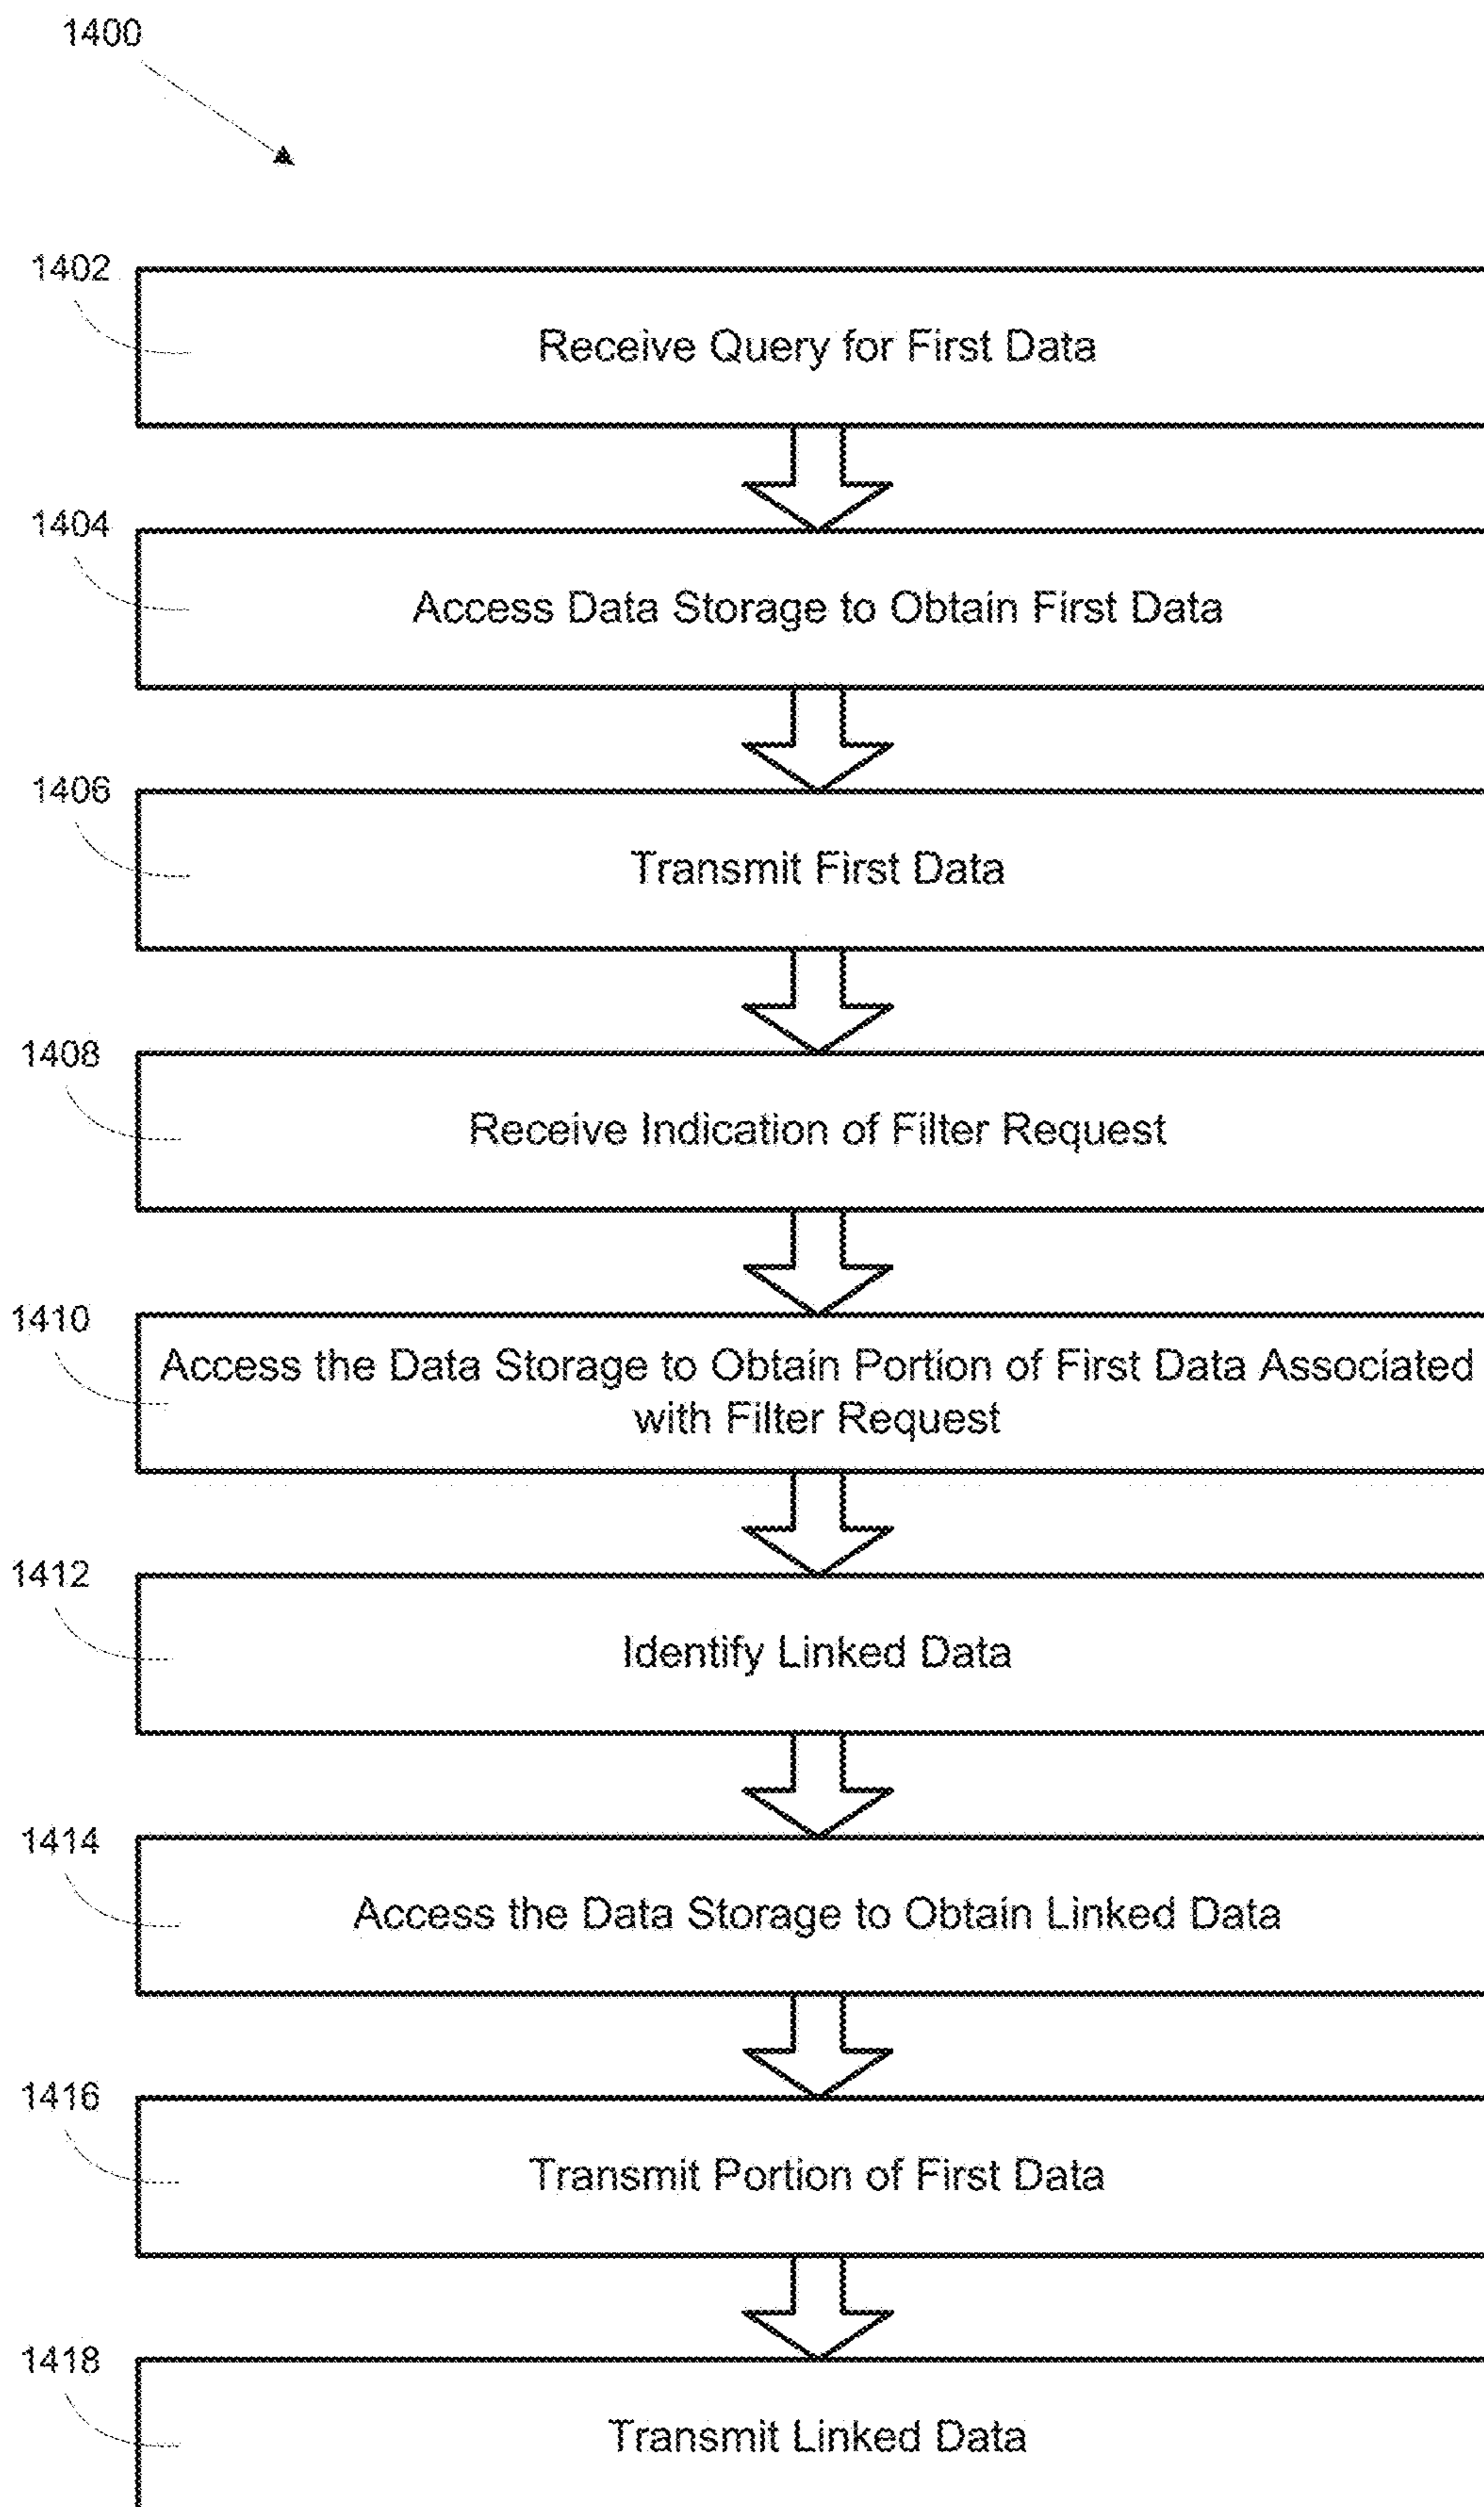 1400
1402
Receive Query for First Data
1404
Access Data Storage to Obtain First Data
1406
Transmit First Data
1408
Receive Indication of Filter Request
1410
Access the Data Storage to Obtain Portion of First Data Associated
with Filter Request
1412
Identify Linked Data
1414
Access the Data Storage to Obtain Linked Data
1416
Transmit Portion of First Data
1418
Transmit Linked Data